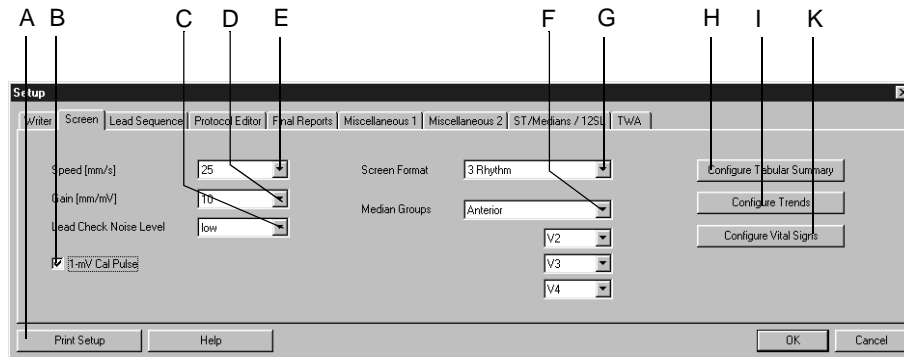 A B C D E F G H I K
Setup
Writer Screen Lead Sequence Protocol Editor Final Reports Miscellaneous 1 Miscellaneous 2 ST/Medians / 12SL TWA
Speed [mm/s] 25 Screen Format 3 Rhythm Configure Tabular Summary
Gain [mm/mV] 10 Median Groups Anterior Configure Trends
Lead Check Noise Level low Configure Vital Signs
V2
1-mV Cal Pulse V3
V4
Print Setup Help OK Cancel